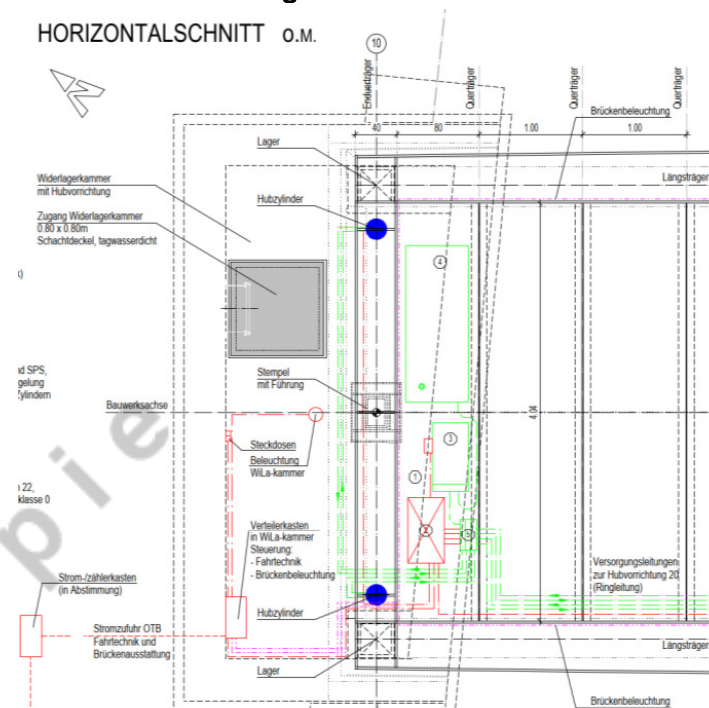 HORIZONTALSCHNITT O.M.
10
Endquerträger
Querträger
Querträger
Querträger
Brückenbeleuchtung
40
80
1.00
1.00
Lager
Längsträger
Widerlagerkammer
mit Hubvorrichtung
Hubzylinder
Zugang Widerlagerkammer
0.80 x 0.80m
Schachtdeckel, tagwasserdicht
4
k)
nd SPS,
gelung
Zylindern
Stempel
mit Führung
Bauwerksachse
4.04
Steckdosen
3
Beleuchtung
WiLa-kammer
1
n 22,
klasse 0
2
5
Verteilerkasten
in WiLa-kammer
Steuerung:
- Fahrtechnik
- Brückenbeleuchtung
Versorgungsleitungen
zur Hubvorrichtung 20
(Ringleitung)
Strom-/zählerkasten
(in Abstimmung)
Hubzylinder
Stromzufuhr OTB
Fahrtechnik und
Brückenausstattung
Längsträger
Lager
Brückenbeleuchtung
pie